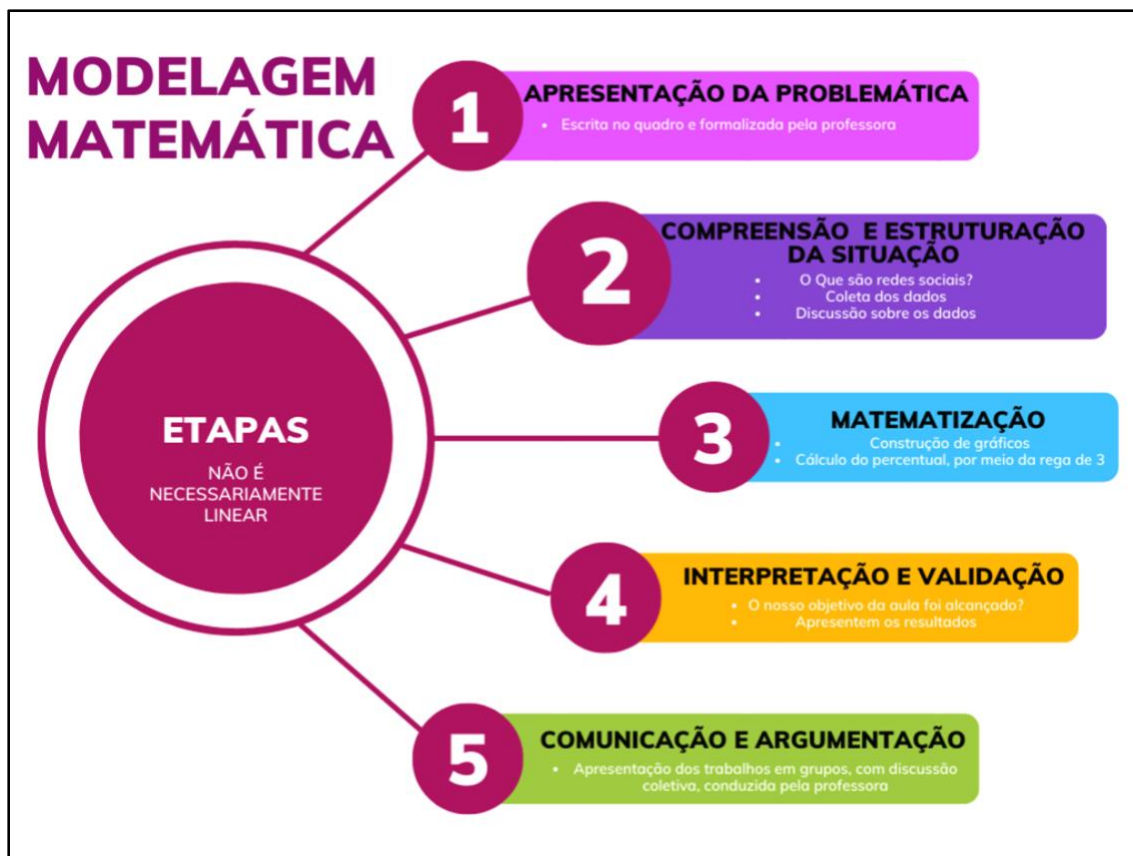 MODELAGEM
MATEMÁTICA
1
APRESENTAÇÃO DA PROBLEMÁTICA
• Escrita no quadro e formalizada pela professora
2
COMPREENSÃO E ESTRUTURAÇÃO
DA SITUAÇÃO
• O Que são redes sociais?
• Coleta dos dados
• Discussão sobre os dados
ETAPAS
NÃO É
NECESSARIAMENTE
LINEAR
3
MATEMATIZAÇÃO
• Construção de gráficos
• Cálculo do percentual, por meio da rega de 3
4
INTERPRETAÇÃO E VALIDAÇÃO
• O nosso objetivo da aula foi alcançado?
• Apresentem os resultados
5
COMUNICAÇÃO E ARGUMENTAÇÃO
• Apresentação dos trabalhos em grupos, com discussão
coletiva, conduzida pela professora